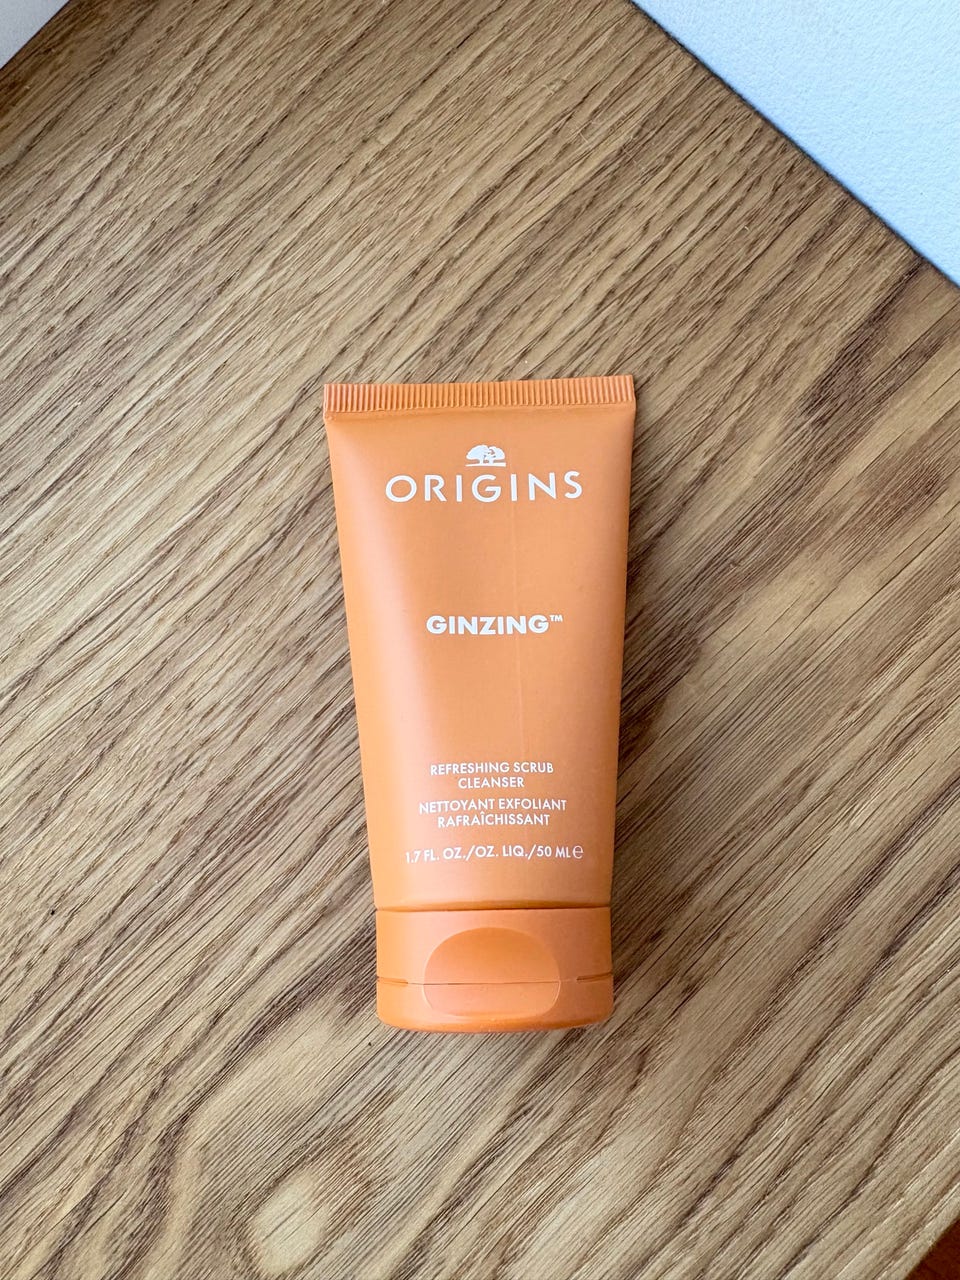 ORIGINS
GINZING™
REFRESHING SCRUB
CLEANSER
NETTOYANT EXFOLIANT
RAFRAÎCHISSANT
1.7 FL. OZ./OZ. LIQ./50 ML℮